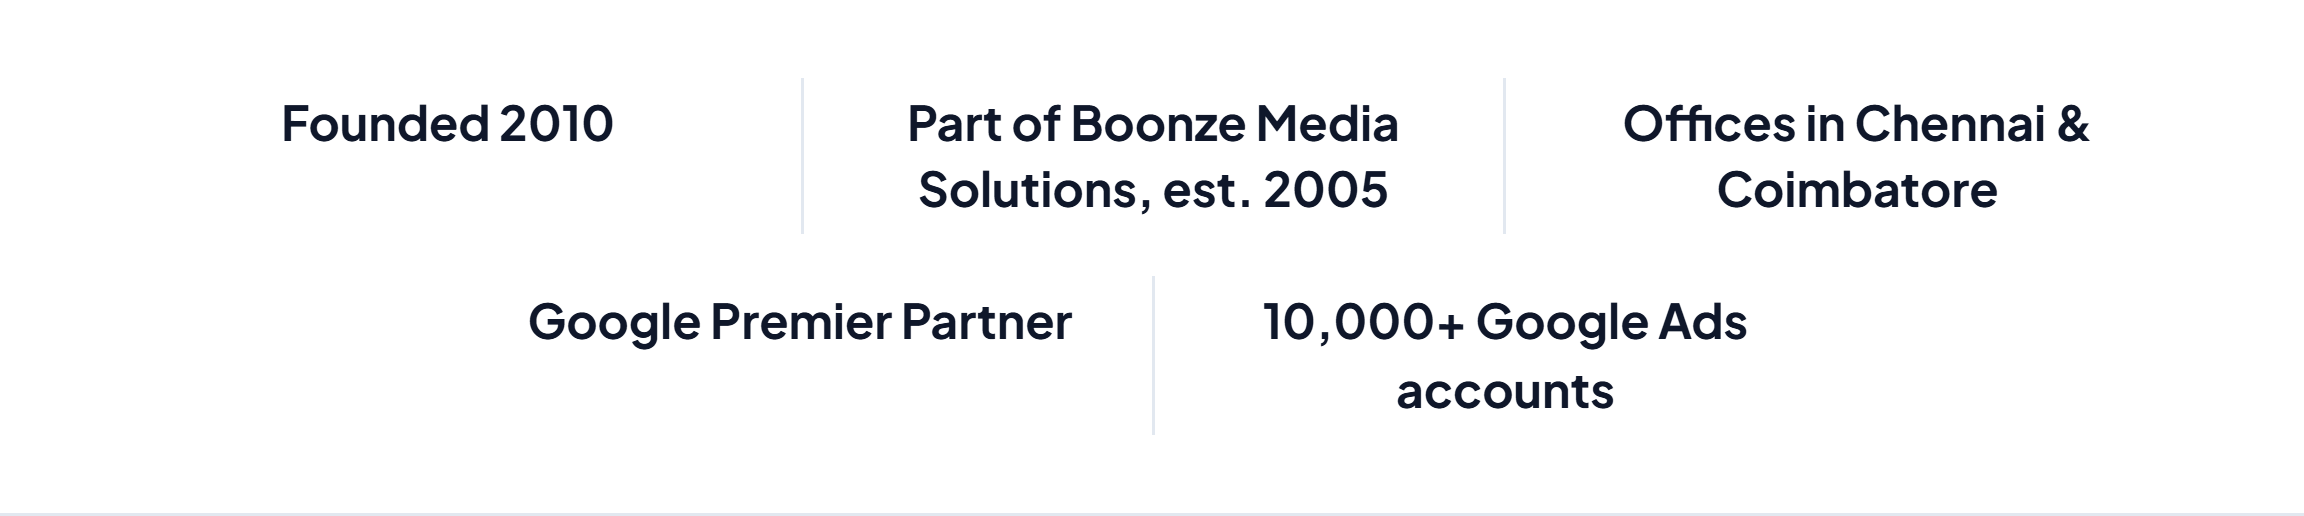 Founded 2010
Part of Boonze Media
Solutions, est. 2005
Offices in Chennai &
Coimbatore
Google Premier Partner
10,000+ Google Ads
accounts